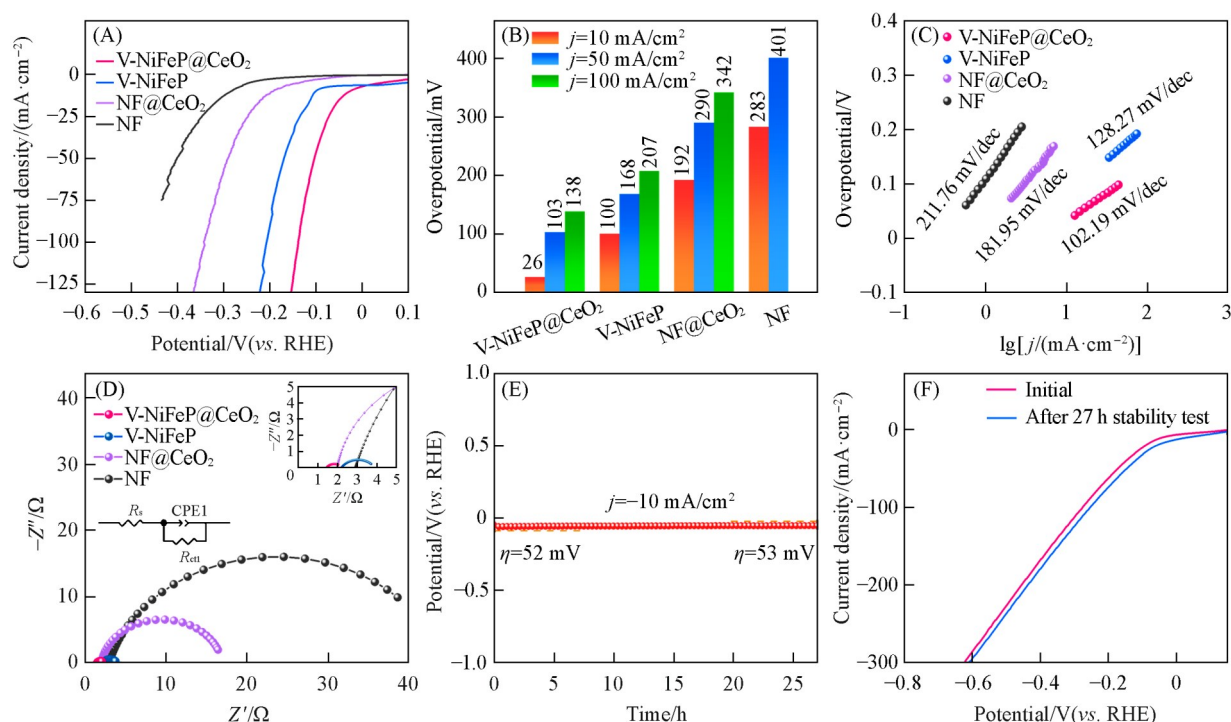 (A)
V-NiFeP@CeO₂
V-NiFeP
NF@CeO₂
NF
0
−25
−50
−75
−100
−125
Current density/(mA·cm⁻²)
−0.6 −0.5 −0.4 −0.3 −0.2 −0.1 0 0.1
Potential/V(vs. RHE)
(B)
j=10 mA/cm²
j=50 mA/cm²
j=100 mA/cm²
400
300
200
100
0
Overpotential/mV
26 103 138
100 168 207
192 290 342
283 401
V-NiFeP@CeO₂ V-NiFeP NF@CeO₂ NF
(C)
V-NiFeP@CeO₂
V-NiFeP
NF@CeO₂
NF
0.4
0.3
0.2
0.1
0
−0.1
Overpotential/V
211.76 mV/dec
181.95 mV/dec
128.27 mV/dec
102.19 mV/dec
−1 0 1 2 3
lg[j/(mA·cm⁻²)]
(D)
V-NiFeP@CeO₂
V-NiFeP
NF@CeO₂
NF
40
30
20
10
0
−Z″/Ω
Rs CPE1
Rct1
5
4
3
2
1
0
−Z″/Ω
1 2 3 4 5
Z′/Ω
0 10 20 30 40
Z′/Ω
(E)
1.0
0.5
0
−0.5
−1.0
Potential/V(vs. RHE)
j=−10 mA/cm²
η=52 mV η=53 mV
0 5 10 15 20 25
Time/h
(F)
Initial
After 27 h stability test
0
−100
−200
−300
Current density/(mA·cm⁻²)
−0.8 −0.6 −0.4 −0.2 0
Potential/V(vs. RHE)